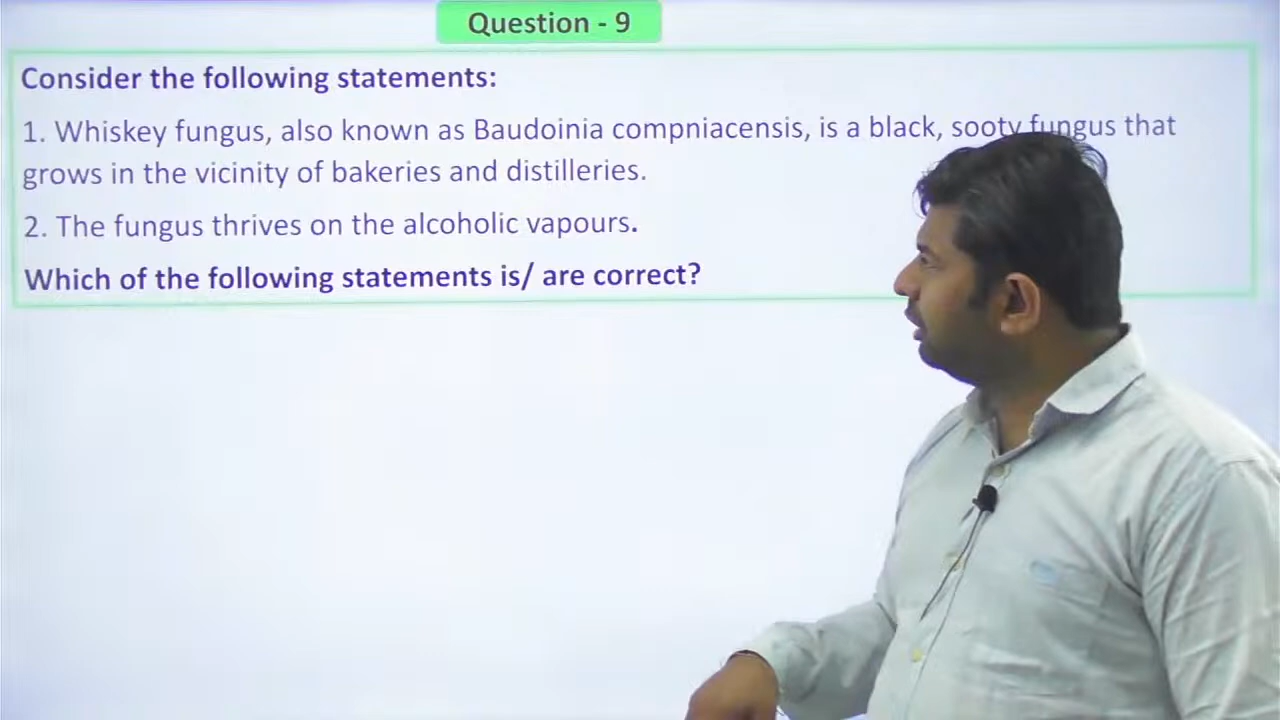 Question - 9
Consider the following statements:
1. Whiskey fungus, also known as Baudoinia compniacensis, is a black, sooty fungus that
grows in the vicinity of bakeries and distilleries.
2. The fungus thrives on the alcoholic vapours.
Which of the following statements is/ are correct?